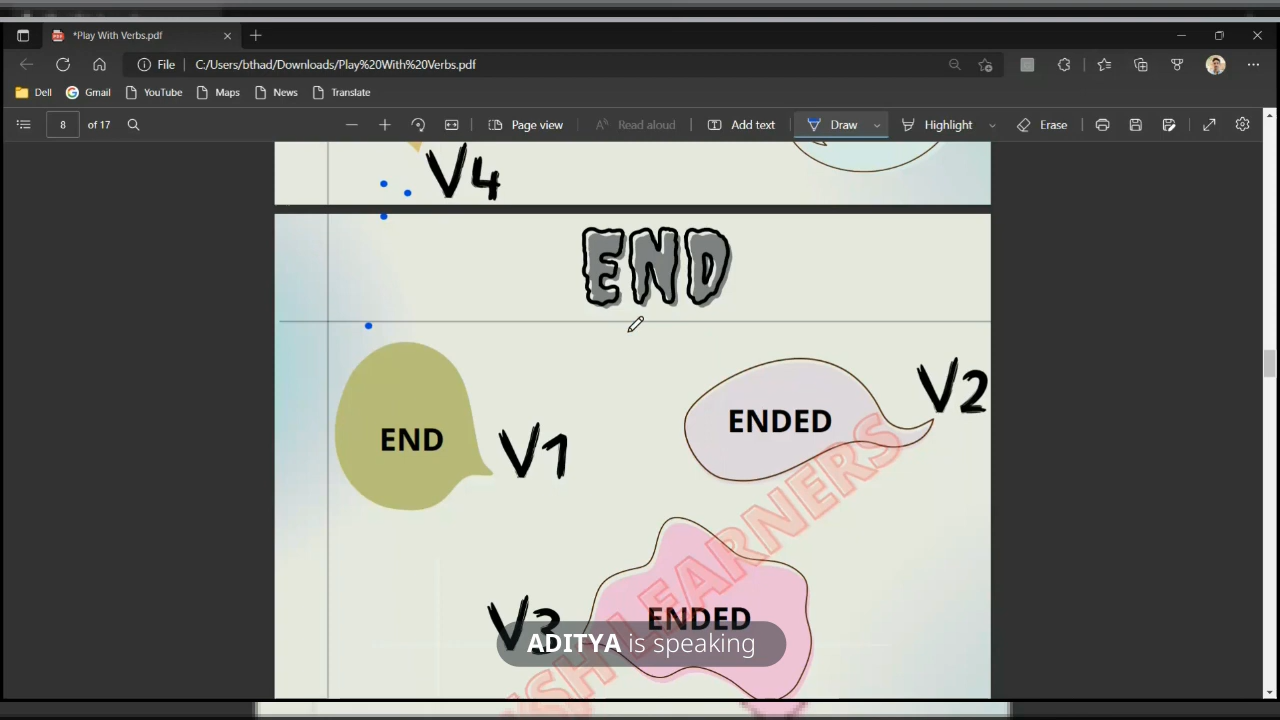 *Play With Verbs.pdf
File | C:/Users/bthad/Downloads/Play%20With%20Verbs.pdf
Dell Gmail YouTube Maps News Translate
8 of 17 Page view Read aloud Add text Draw Highlight Erase
V4
END
V2
ENDED
END V1
ENDED
V3
ADITYA is speaking
LEARNERS